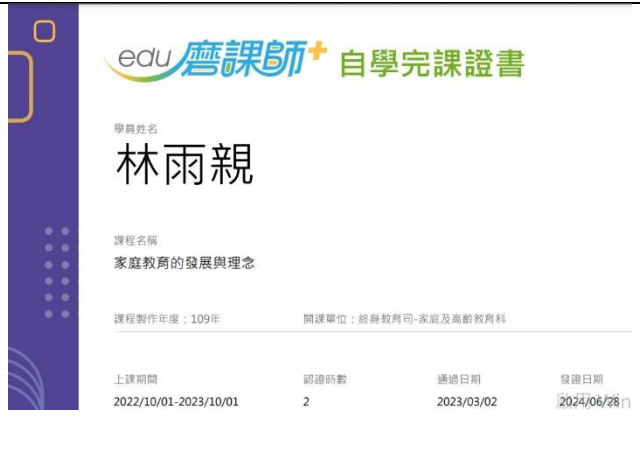 edu磨課師+ 自學完課證書
學員姓名
林雨親
課程名稱
家庭教育的發展與理念
課程製作年度：109年 開課單位：終身教育司-家庭及高齡教育科
上課期間 認證時數 通過日期 發證日期
2022/10/01-2023/10/01 2 2023/03/02 2024/06/28
啟用 Win